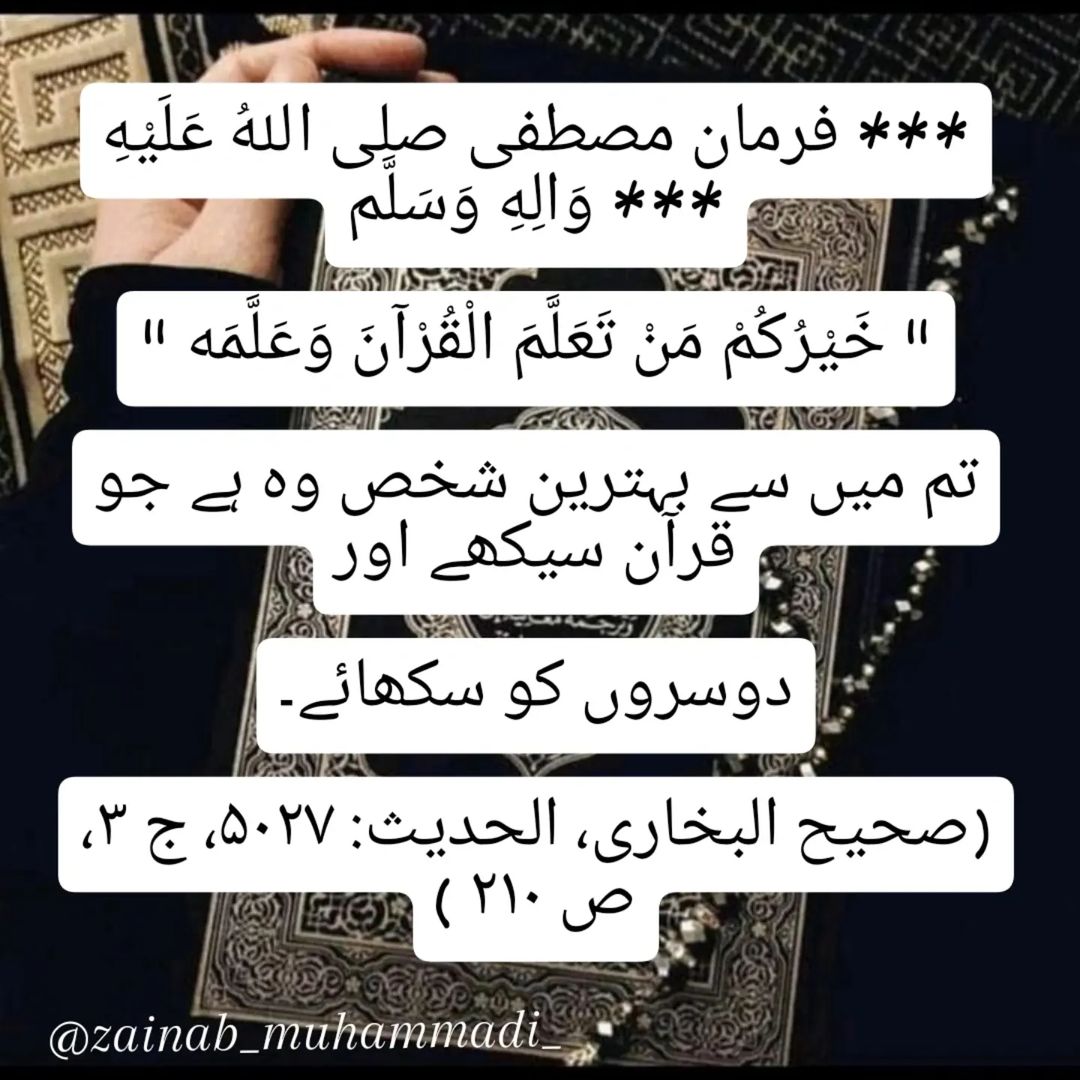 *** فرمان مصطفی صلی اللهُ عَلَیْهِ
وَالِهِ وَسَلَّم ***
" خَيْرُكُمْ مَنْ تَعَلَّمَ الْقُرْآنَ وَعَلَّمَه "
تم میں سے بہترین شخص وہ ہے جو
قرآن سیکھے اور
دوسروں کو سکھائے۔
(صحیح البخاری، الحدیث: ۵۰۲۷، ج ۳،
ص ۲۱۰ )
@zainab_muhammadi_